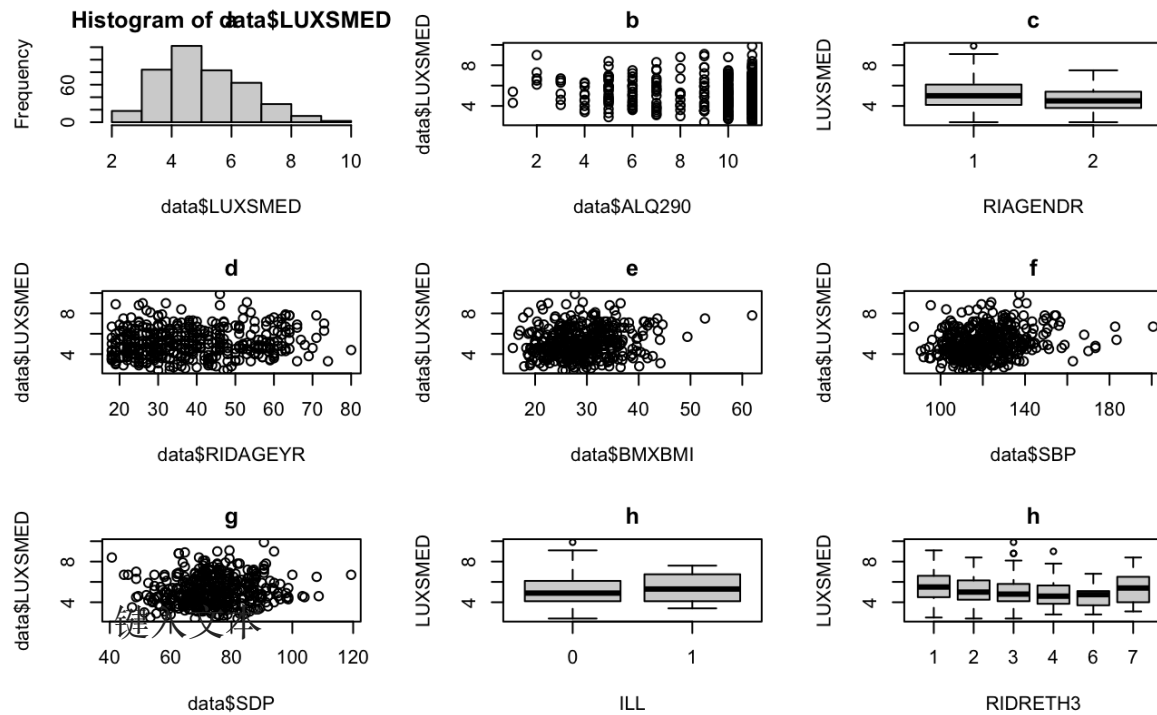 Histogram of data$LUXSMED
a
Frequency
0
60
2 4 6 8 10
data$LUXSMED
b
data$LUXSMED
4
8
2 4 6 8 10
data$ALQ290
c
LUXSMED
4
8
1 2
RIAGENDR
d
data$LUXSMED
4
8
20 30 40 50 60 70 80
data$RIDAGEYR
e
data$LUXSMED
4
8
20 30 40 50 60
data$BMXBMI
f
data$LUXSMED
4
8
100 140 180
data$SBP
g
data$LUXSMED
4
8
键入文本
40 60 80 100 120
data$SDP
h
LUXSMED
4
8
0 1
ILL
h
LUXSMED
4
8
1 2 3 4 6 7
RIDRETH3